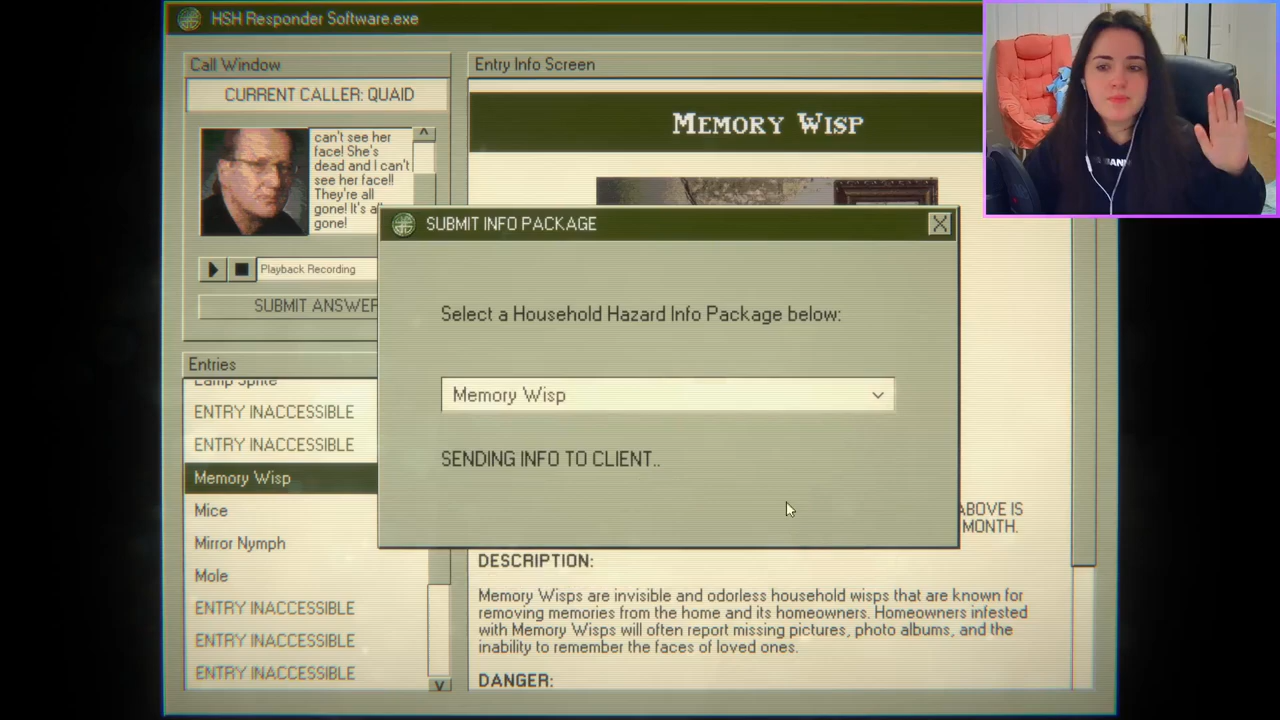 HSH Responder Software.exe
Call Window
CURRENT CALLER: QUAID
can't see her
face! She's
dead and I can't
see her face!!
They're all
gone! It's all
gone!
Playback Recording
SUBMIT ANSWER
Entries
Lamp Sprite
ENTRY INACCESSIBLE
ENTRY INACCESSIBLE
Memory Wisp
Mice
Mirror Nymph
Mole
ENTRY INACCESSIBLE
ENTRY INACCESSIBLE
ENTRY INACCESSIBLE
Entry Info Screen
MEMORY WISP
SUBMIT INFO PACKAGE
Select a Household Hazard Info Package below:
Memory Wisp
SENDING INFO TO CLIENT..
ABOVE IS
MONTH.
DESCRIPTION:
Memory Wisps are invisible and odorless household wisps that are known for
removing memories from the home and its homeowners. Homeowners infested
with Memory Wisps will often report missing pictures, photo albums, and the
inability to remember the faces of loved ones.
DANGER: